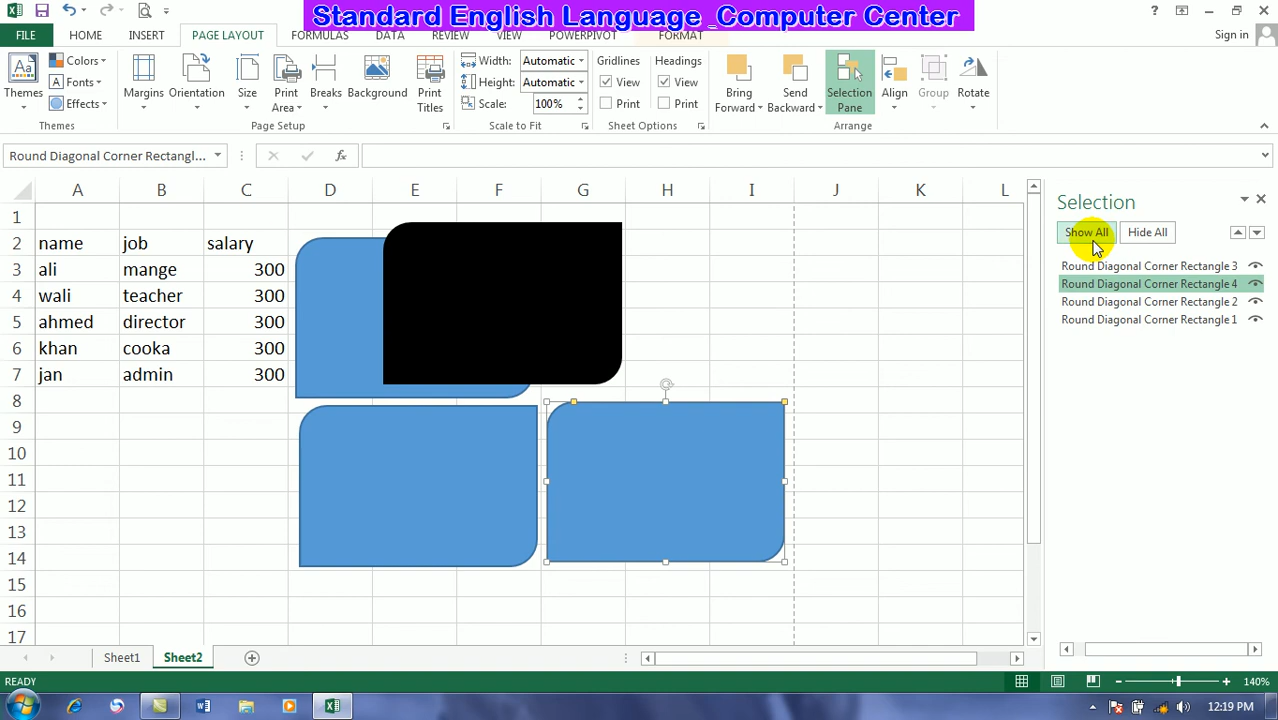 Standard English Language _Computer Center
Sign in
FILE HOME INSERT PAGE LAYOUT FORMULAS DATA REVIEW VIEW POWERPIVOT FORMAT
Themes
Colors
Fonts
Effects
Themes
Margins
Orientation
Size
Print Area
Breaks
Background
Print Titles
Page Setup
Width: Automatic
Height: Automatic
Scale: 100%
Scale to Fit
Gridlines
View
Print
Headings
View
Print
Sheet Options
Bring Forward
Send Backward
Selection Pane
Align
Group
Rotate
Arrange
Round Diagonal Corner Rectangl...
fx
A B C D E F G H I J K L
1
2 name job salary
3 ali mange 300
4 wali teacher 300
5 ahmed director 300
6 khan cooka 300
7 jan admin 300
8
9
10
11
12
13
14
15
16
17
Selection
Show All Hide All
Round Diagonal Corner Rectangle 3
Round Diagonal Corner Rectangle 4
Round Diagonal Corner Rectangle 2
Round Diagonal Corner Rectangle 1
Sheet1 Sheet2
READY
140%
12:19 PM